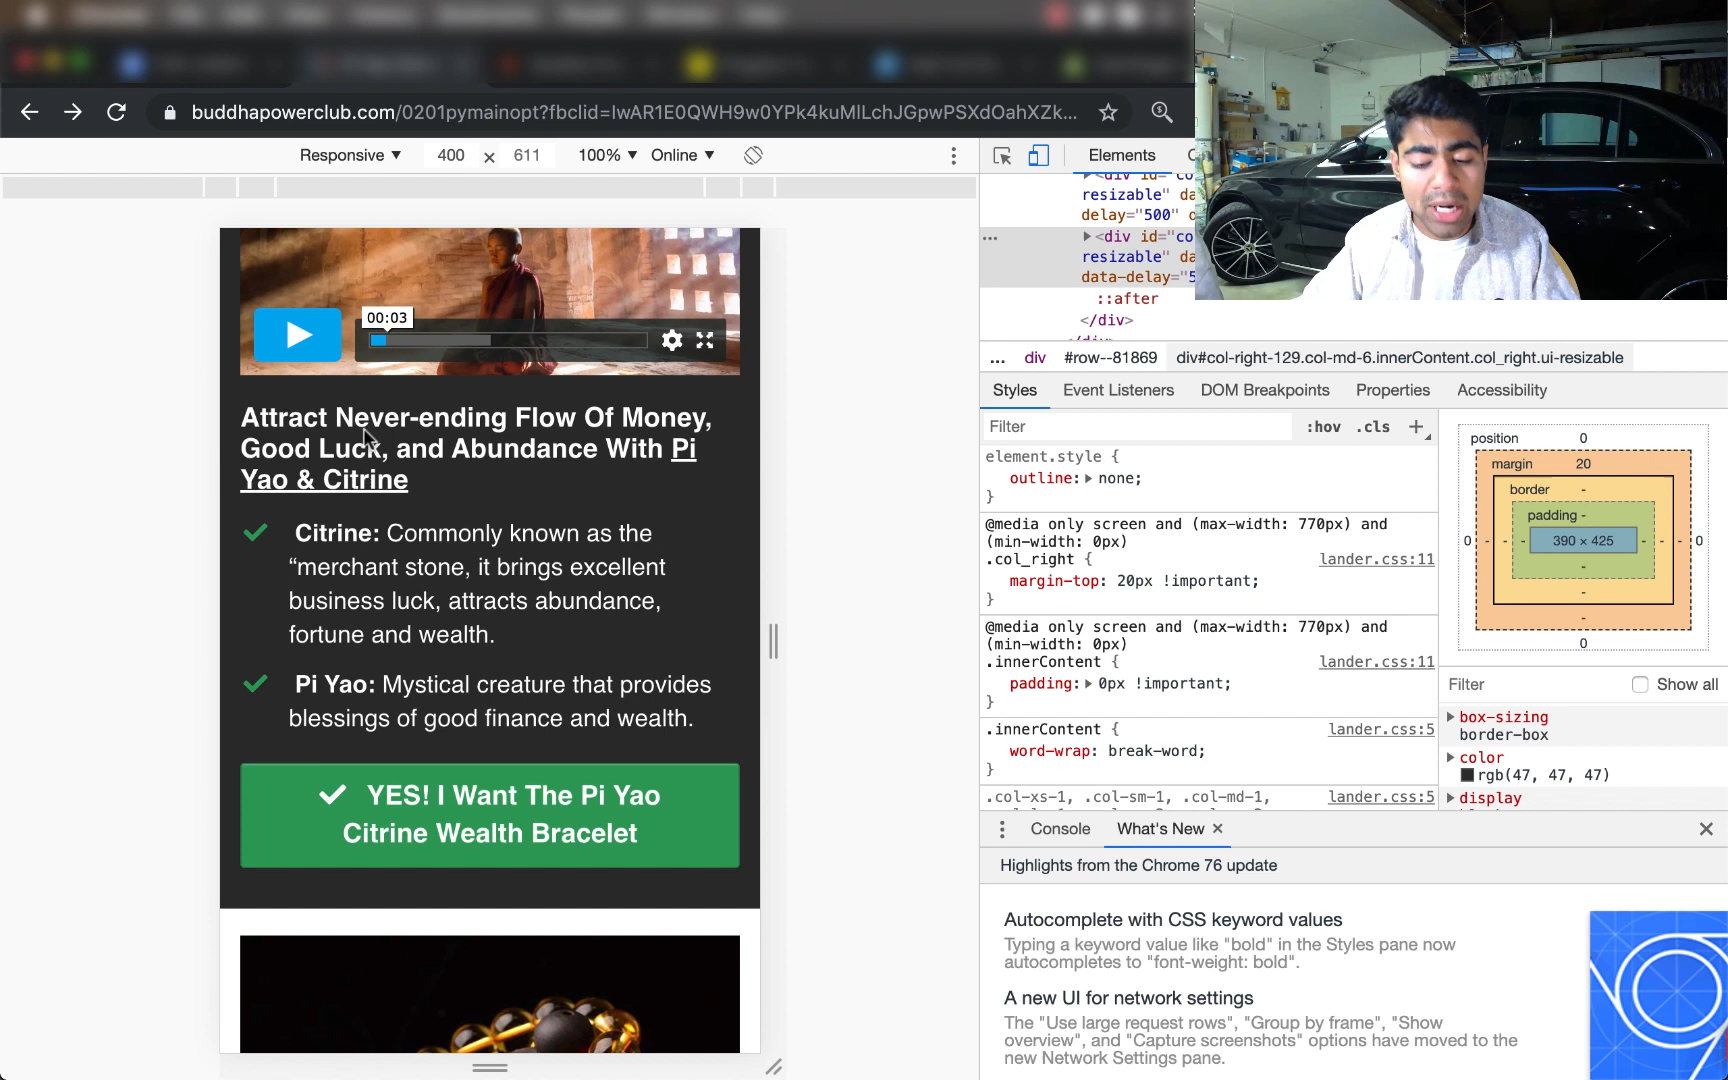 buddhapowerclub.com/0201pymainopt?fbclid=IwAR1E0QWH9w0YPk4kuMlLchJGpwPSXdOahXZk...
Responsive ▼ 400 × 611 100% ▼ Online ▼
Elements
resizable" da
delay="500" d
<div id="co
resizable" da
data-delay="5
::after
</div>
... div #row--81869 div#col-right-129.col-md-6.innerContent.col_right.ui-resizable
Styles Event Listeners DOM Breakpoints Properties Accessibility
Filter :hov .cls +
element.style {
outline: ▶ none;
}
@media only screen and (max-width: 770px) and
(min-width: 0px)
.col_right { lander.css:11
margin-top: 20px !important;
}
@media only screen and (max-width: 770px) and
(min-width: 0px)
.innerContent { lander.css:11
padding: ▶ 0px !important;
}
.innerContent { lander.css:5
word-wrap: break-word;
}
.col-xs-1, .col-sm-1, .col-md-1, lander.css:5
position 0
margin 20
border -
padding -
0 - - - 390 × 425 - - - 0
-
-
-
0
Filter Show all
box-sizing
border-box
color
rgb(47, 47, 47)
display
00:03
Attract Never-ending Flow Of Money,
Good Luck, and Abundance With Pi
Yao & Citrine
Citrine: Commonly known as the
“merchant stone, it brings excellent
business luck, attracts abundance,
fortune and wealth.
Pi Yao: Mystical creature that provides
blessings of good finance and wealth.
YES! I Want The Pi Yao
Citrine Wealth Bracelet
Console What's New ×
Highlights from the Chrome 76 update
Autocomplete with CSS keyword values
Typing a keyword value like "bold" in the Styles pane now
autocompletes to "font-weight: bold".
A new UI for network settings
The "Use large request rows", "Group by frame", "Show
overview", and "Capture screenshots" options have moved to the
new Network Settings pane.